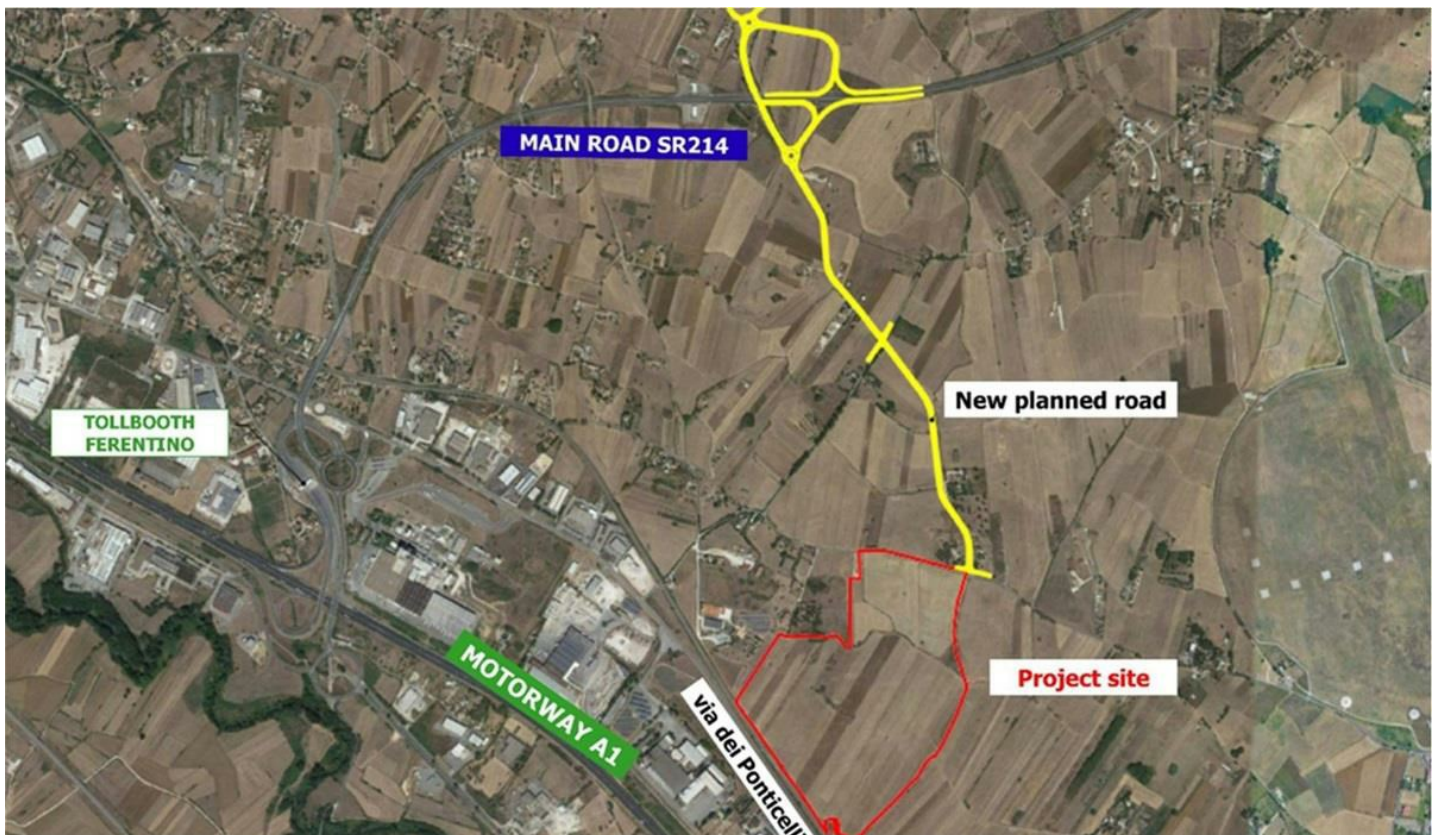 MAIN ROAD SR214
New planned road
TOLLBOOTH
FERENTINO
MOTORWAY A1
Project site
via dei Ponticelli